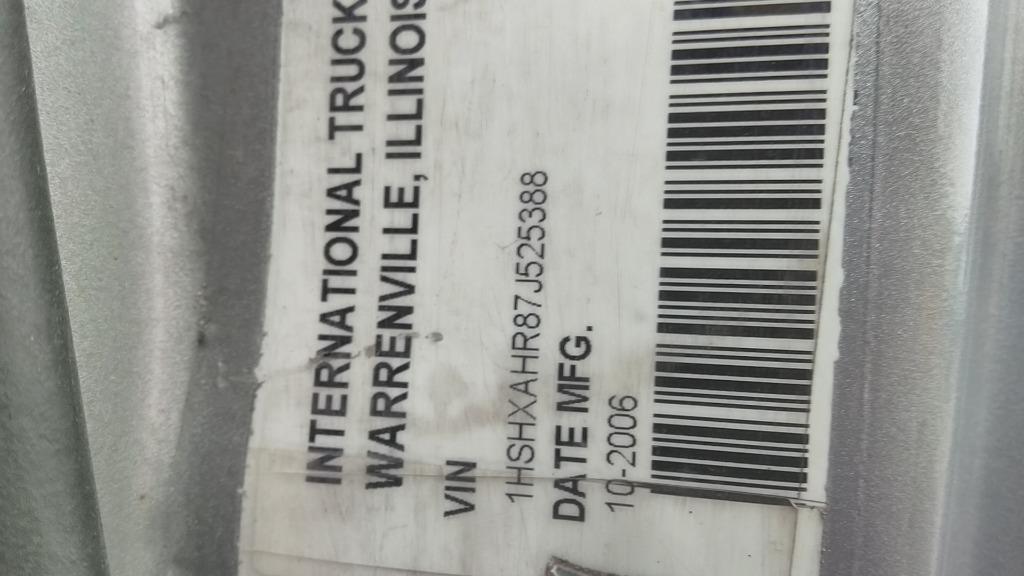 INTERNATIONAL TRUCK
WARRENVILLE, ILLINOIS
VIN
1HSHXAHR87J525388
DATE MFG.
10-2006